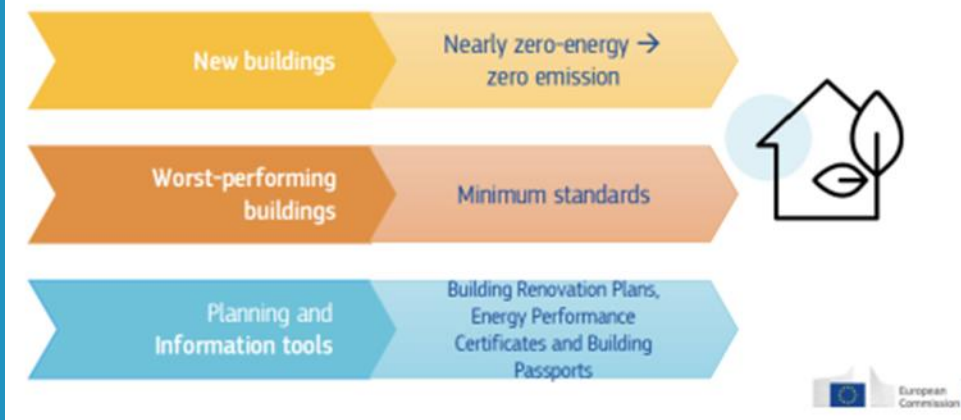 New buildings
Nearly zero-energy →
zero emission
Worst-performing
buildings
Minimum standards
Planning and
Information tools
Building Renovation Plans,
Energy Performance
Certificates and Building
Passports
European
Commission